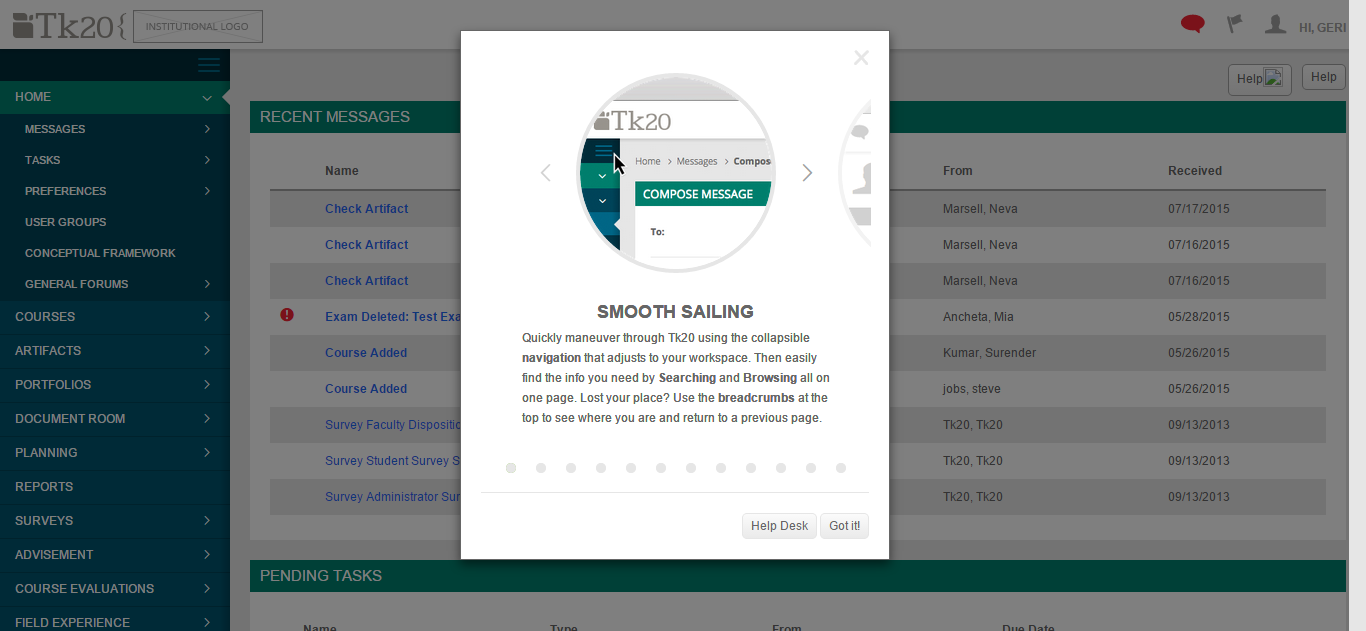 Tk20{ INSTITUTIONAL LOGO
HI, GERI
Help
Help
HOME
MESSAGES
TASKS
PREFERENCES
USER GROUPS
CONCEPTUAL FRAMEWORK
GENERAL FORUMS
COURSES
ARTIFACTS
PORTFOLIOS
DOCUMENT ROOM
PLANNING
REPORTS
SURVEYS
ADVISEMENT
COURSE EVALUATIONS
FIELD EXPERIENCE
RECENT MESSAGES
Name From Received
Check Artifact Marsell, Neva 07/17/2015
Check Artifact Marsell, Neva 07/16/2015
Check Artifact Marsell, Neva 07/16/2015
Exam Deleted: Test Exa Ancheta, Mia 05/28/2015
Course Added Kumar, Surender 05/26/2015
Course Added jobs, steve 05/26/2015
Survey Faculty Dispositic Tk20, Tk20 09/13/2013
Survey Student Survey S Tk20, Tk20 09/13/2013
Survey Administrator Sur Tk20, Tk20 09/13/2013
PENDING TASKS
Name Type From Due Date
Tk20
Home > Messages > Compos
COMPOSE MESSAGE
To:
SMOOTH SAILING
Quickly maneuver through Tk20 using the collapsible
navigation that adjusts to your workspace. Then easily
find the info you need by Searching and Browsing all on
one page. Lost your place? Use the breadcrumbs at the
top to see where you are and return to a previous page.
Help Desk
Got it!